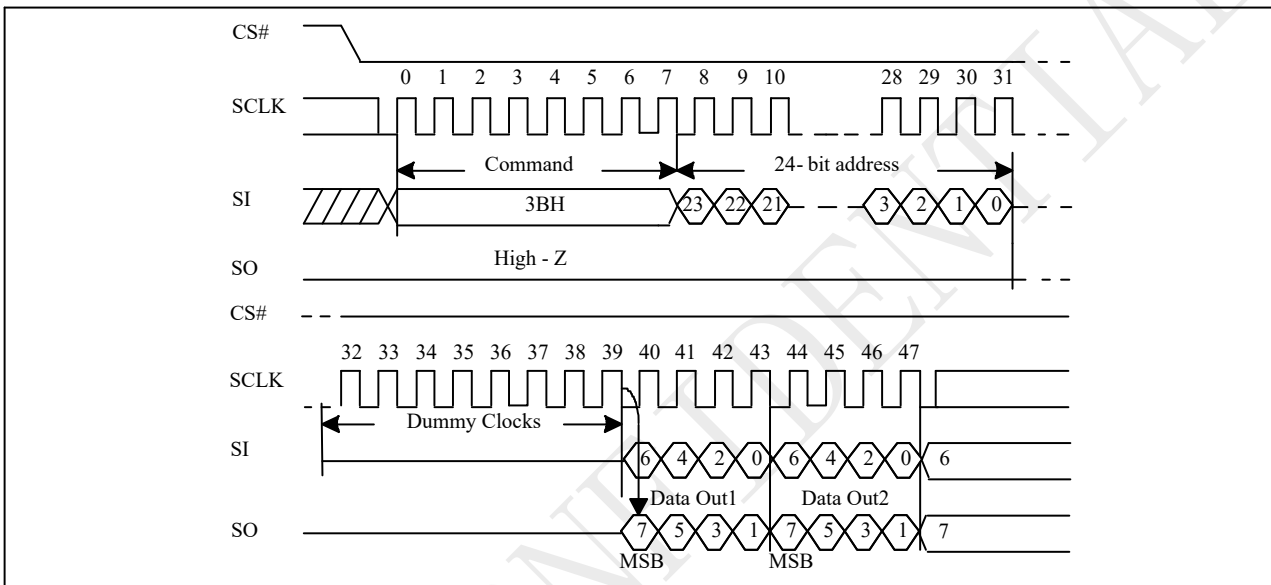 CS#
0 1 2 3 4 5 6 7 8 9 10 28 29 30 31
SCLK
Command 24- bit address
SI 3BH 23 22 21 3 2 1 0
High - Z
SO
CS#
32 33 34 35 36 37 38 39 40 41 42 43 44 45 46 47
SCLK
Dummy Clocks
SI 6 4 2 0 6 4 2 0 6
Data Out1 Data Out2
SO 7 5 3 1 7 5 3 1 7
MSB MSB